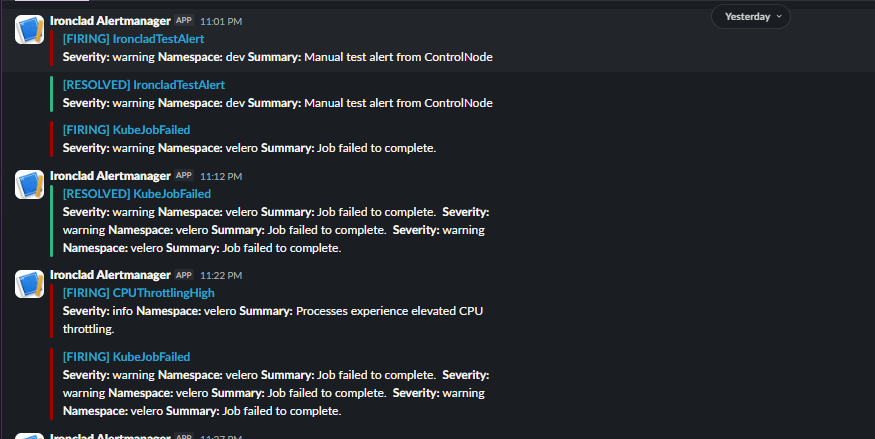 Yesterday
Ironclad Alertmanager APP 11:01 PM
[FIRING] IroncladTestAlert
Severity: warning Namespace: dev Summary: Manual test alert from ControlNode
[RESOLVED] IroncladTestAlert
Severity: warning Namespace: dev Summary: Manual test alert from ControlNode
[FIRING] KubeJobFailed
Severity: warning Namespace: velero Summary: Job failed to complete.
Ironclad Alertmanager APP 11:12 PM
[RESOLVED] KubeJobFailed
Severity: warning Namespace: velero Summary: Job failed to complete. Severity:
warning Namespace: velero Summary: Job failed to complete. Severity: warning
Namespace: velero Summary: Job failed to complete.
Ironclad Alertmanager APP 11:22 PM
[FIRING] CPUThrottlingHigh
Severity: info Namespace: velero Summary: Processes experience elevated CPU
throttling.
[FIRING] KubeJobFailed
Severity: warning Namespace: velero Summary: Job failed to complete. Severity:
warning Namespace: velero Summary: Job failed to complete. Severity: warning
Namespace: velero Summary: Job failed to complete.
Ironclad Alertmanager APP 11:27 PM